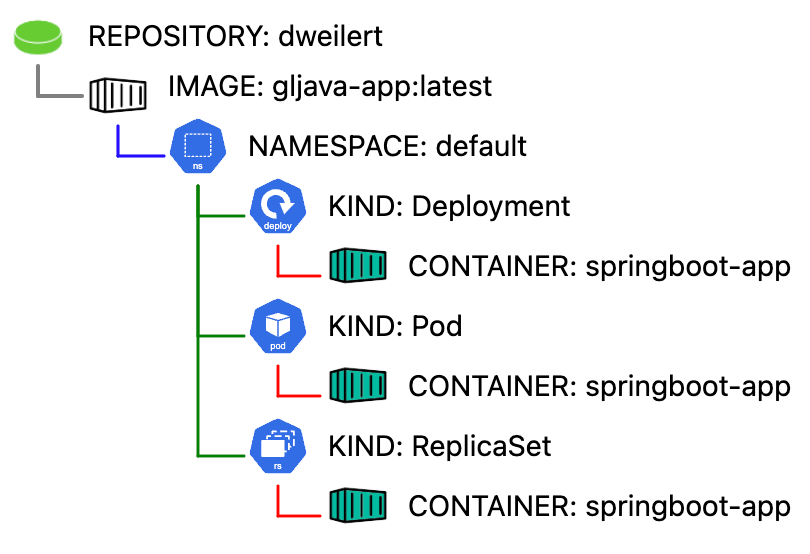 REPOSITORY: dweilert
IMAGE: gljava-app:latest
NAMESPACE: default
ns
KIND: Deployment
deploy
CONTAINER: springboot-app
KIND: Pod
pod
CONTAINER: springboot-app
KIND: ReplicaSet
rs
CONTAINER: springboot-app